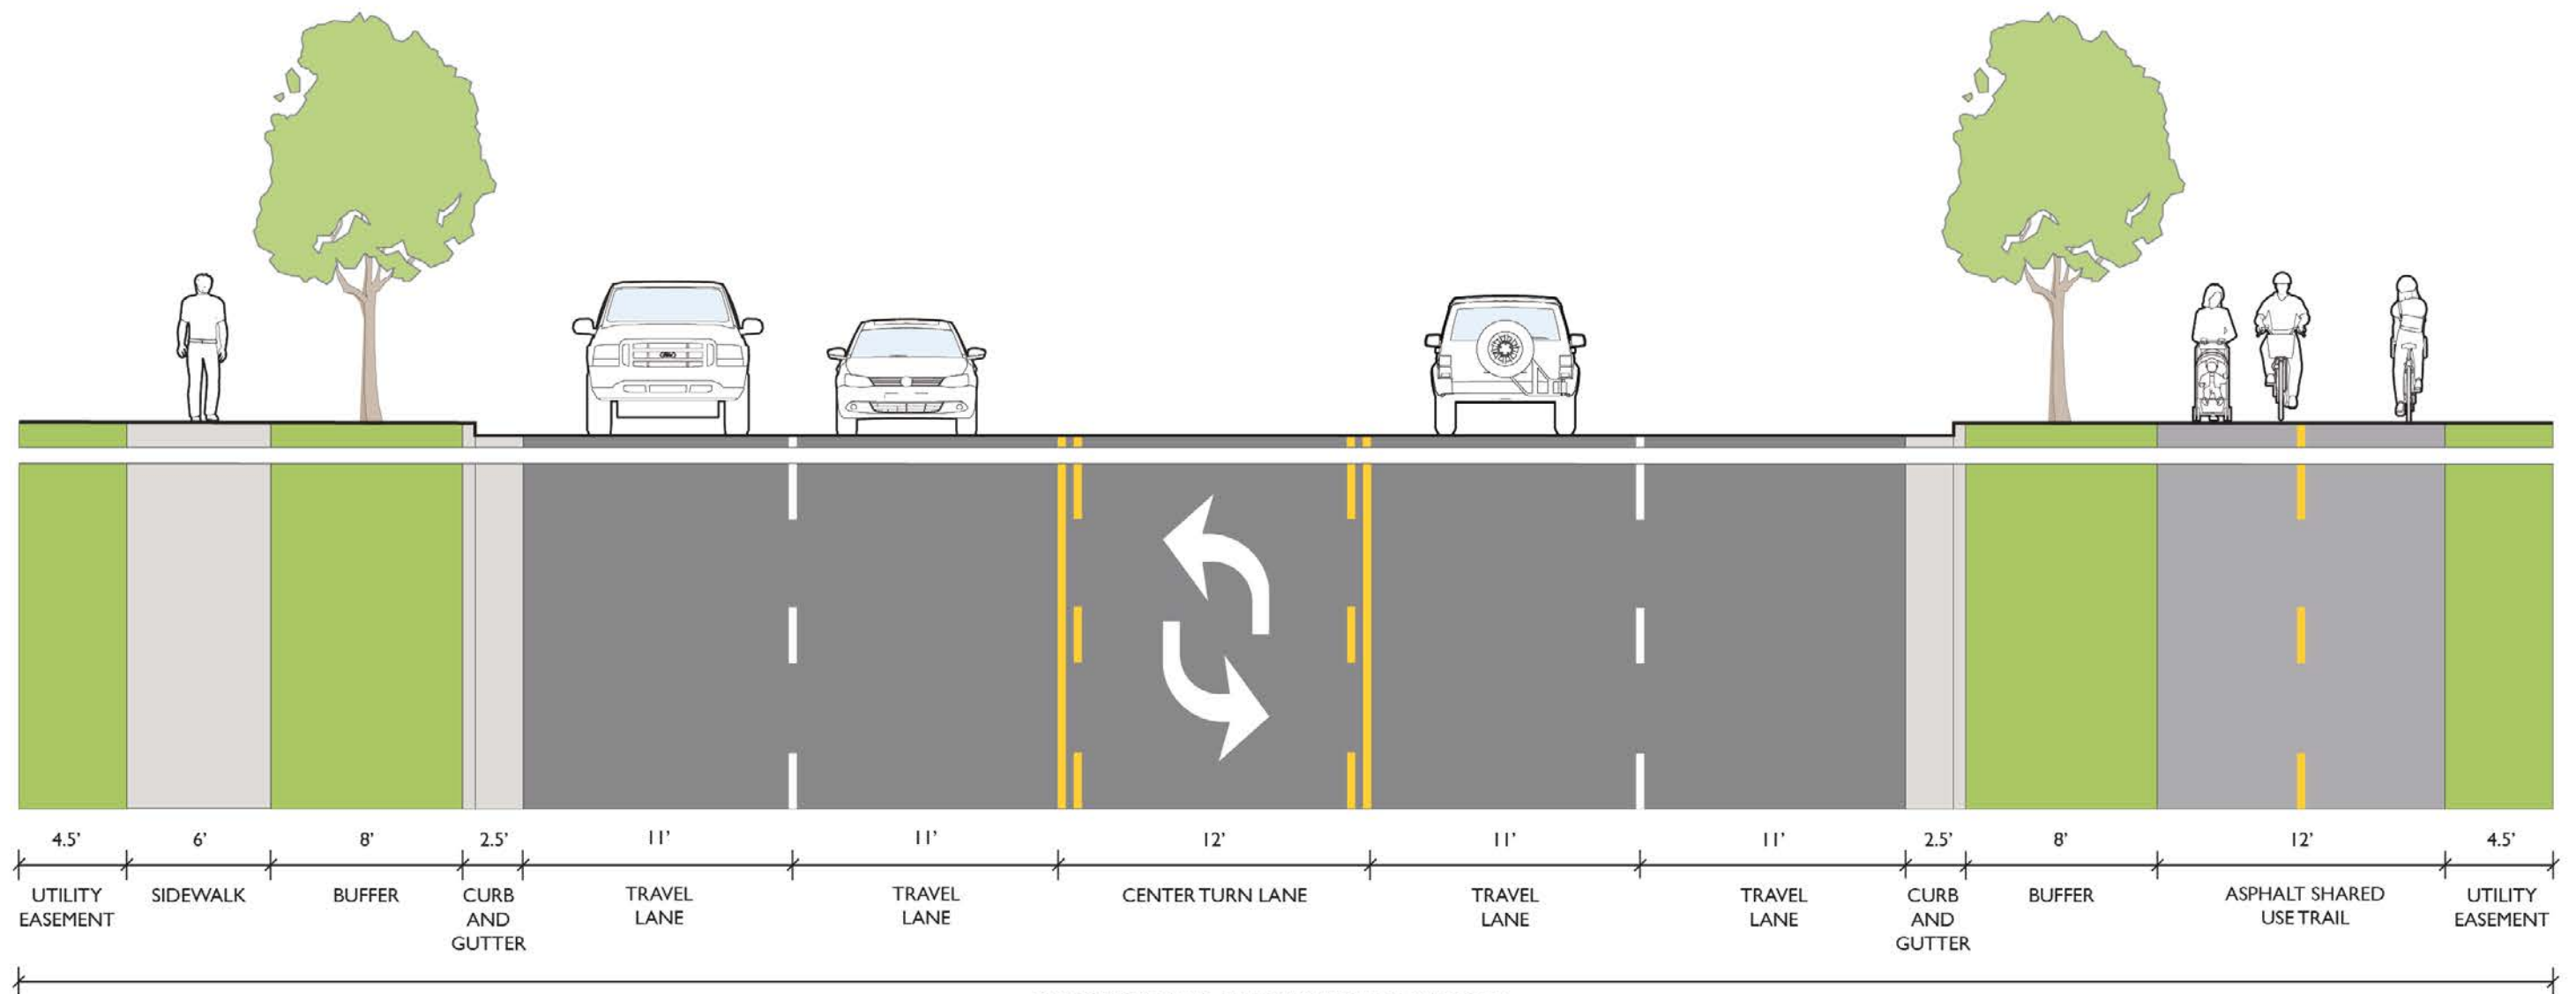 4.5' 6' 8' 2.5' 11' 11' 12' 11' 11' 2.5' 8' 12' 4.5'
UTILITY EASEMENT
SIDEWALK
BUFFER
CURB AND GUTTER
TRAVEL LANE
TRAVEL LANE
CENTER TURN LANE
TRAVEL LANE
TRAVEL LANE
CURB AND GUTTER
BUFFER
ASPHALT SHARED USE TRAIL
UTILITY EASEMENT